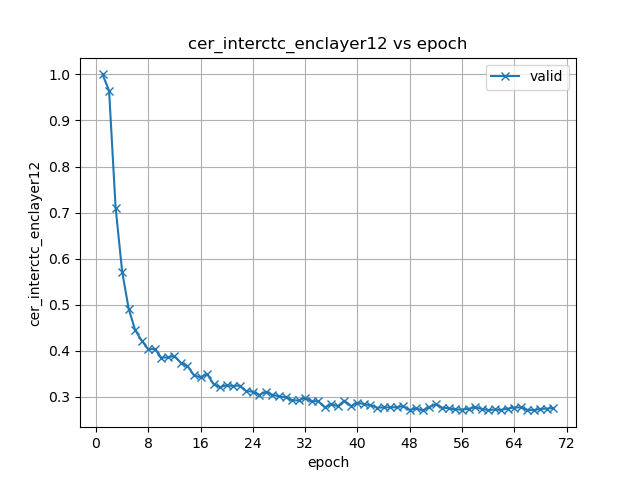 cer_interctc_enclayer12 vs epoch
valid
cer_interctc_enclayer12
1.0
0.9
0.8
0.7
0.6
0.5
0.4
0.3
0 8 16 24 32 40 48 56 64 72
epoch